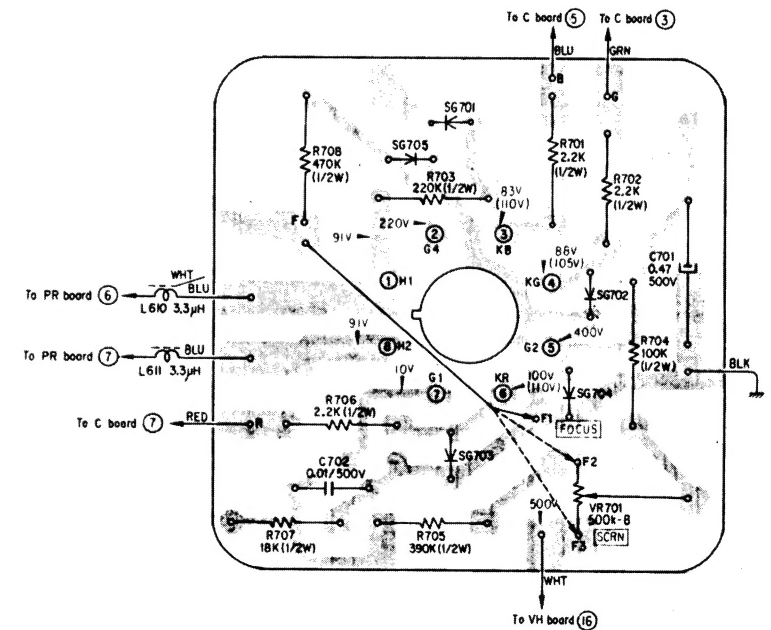 To C board ⑤
To C board ③
BLU
GRN
B
G
SG701
SG705
R708
470K
(1/2W)
R701
2.2K
(1/2W)
R702
2.2K
(1/2W)
R703
220K(1/2W)
83V
(110V)
F
220V
91V
②
G4
③
KB
88V
(105V)
C701
0.47
500V
WHT
BLU
To PR board ⑥
L610 3.3μH
① H1
KG ④
SG702
91V
400V
R704
100K
(1/2W)
To PR board ⑦
BLU
L611 3.3μH
⑧ H2
G2 ⑤
BLK
10V
G1
⑦
KR
⑥
100V
(110V)
SG704
R706
2.2K(1/2W)
F1
FOCUS
RED
To C board ⑦
R
SG703
F2
C702
0.01/500V
VR701
500k-B
500V
R707
18K(1/2W)
R705
390K(1/2W)
F3
SCRN
WHT
To VH board ⑯